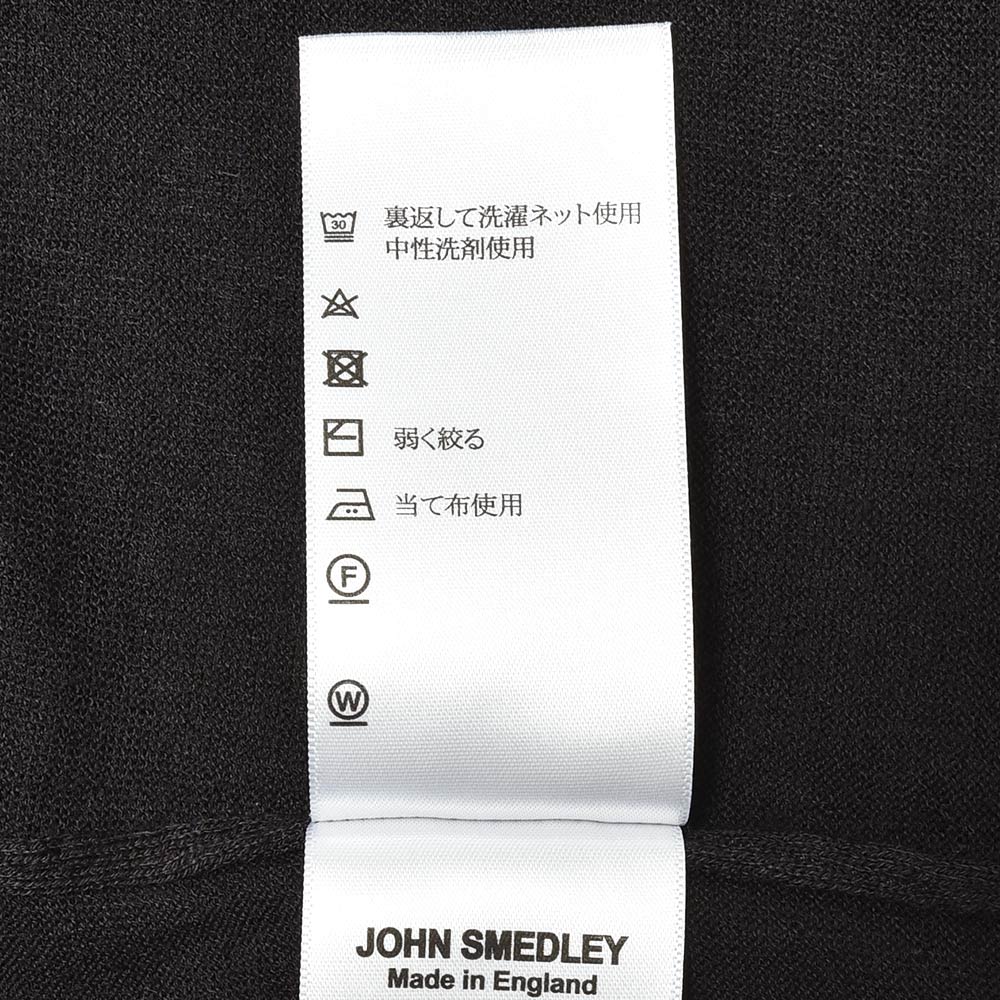 30
裏返して洗濯ネット使用
中性洗剤使用
弱く絞る
当て布使用
F
W
JOHN SMEDLEY
Made in England